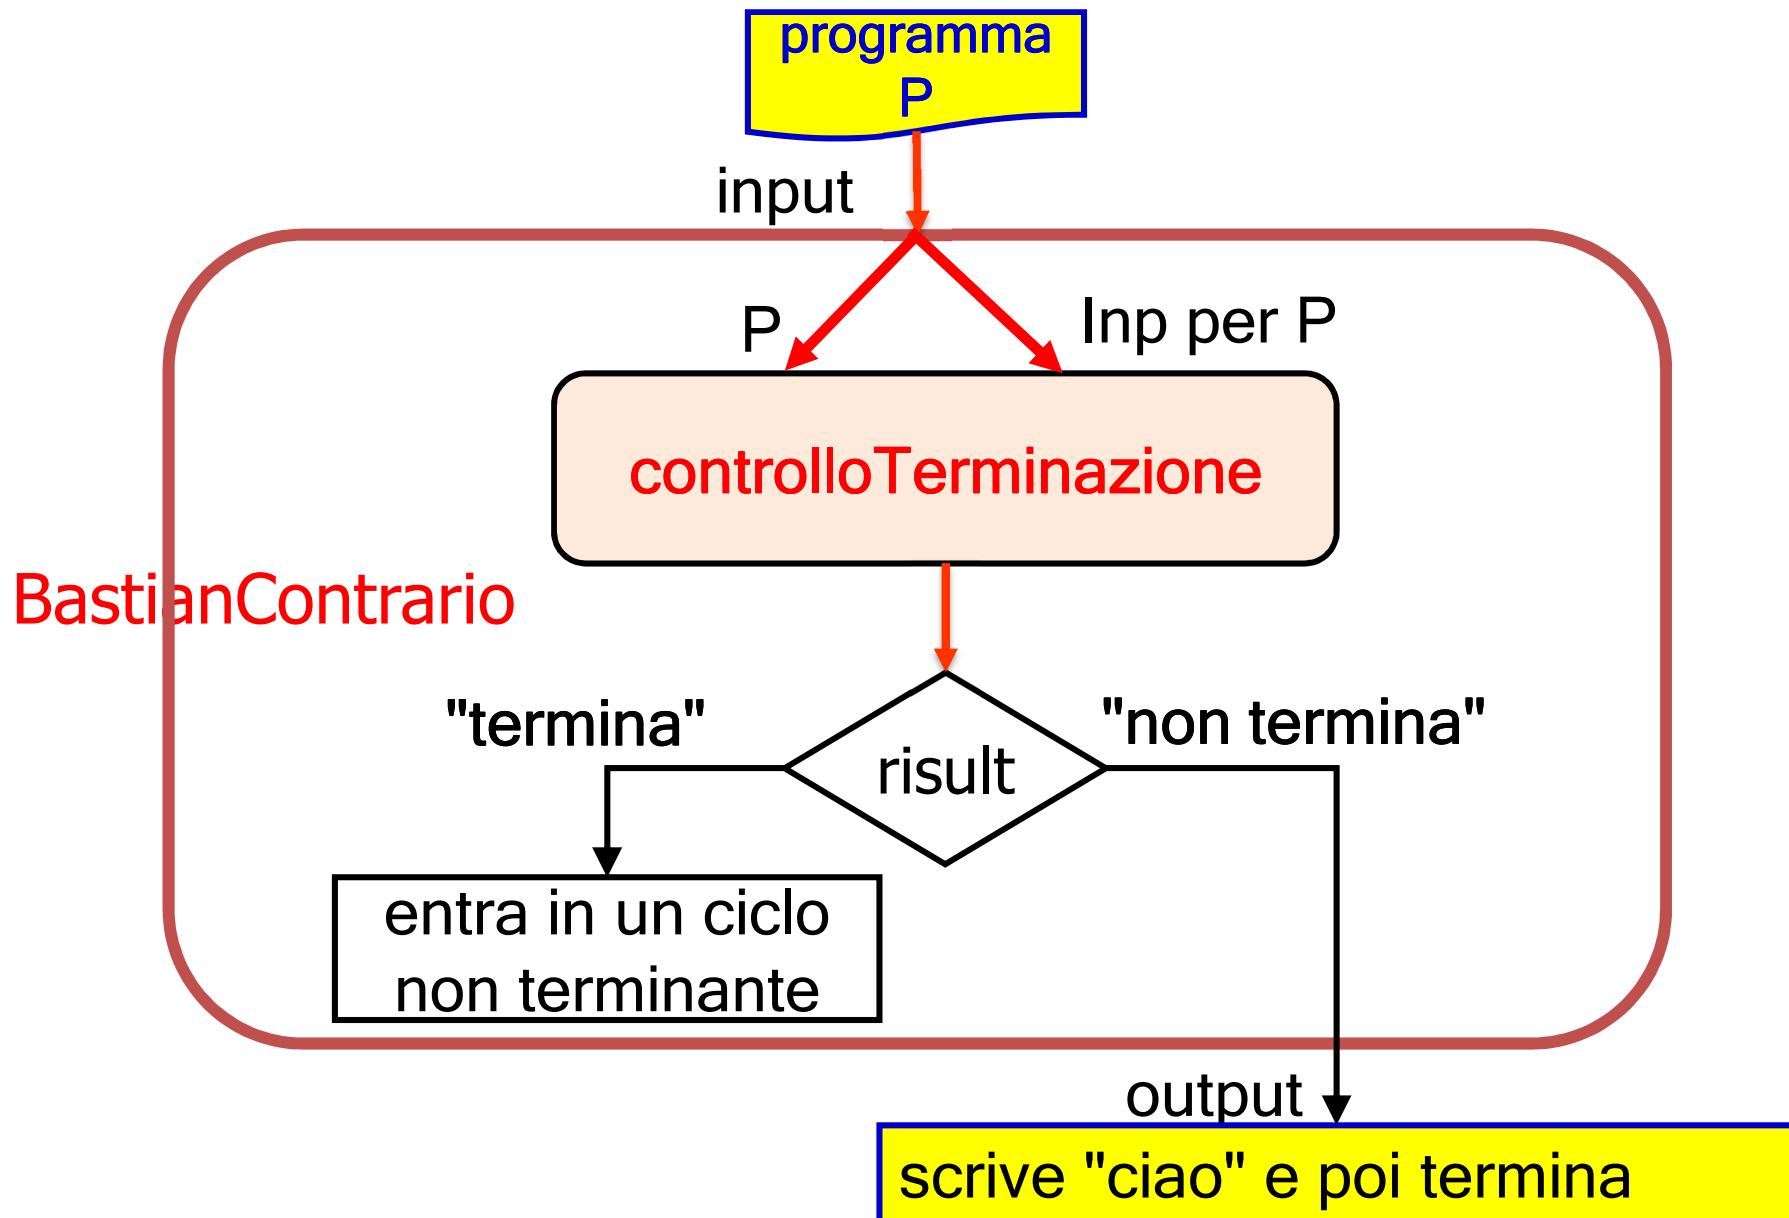 programma
P
input
P
Inp per P
controlloTerminazione
BastianContrario
"termina"
"non termina"
risult
entra in un ciclo
non terminante
output
scrive "ciao" e poi termina